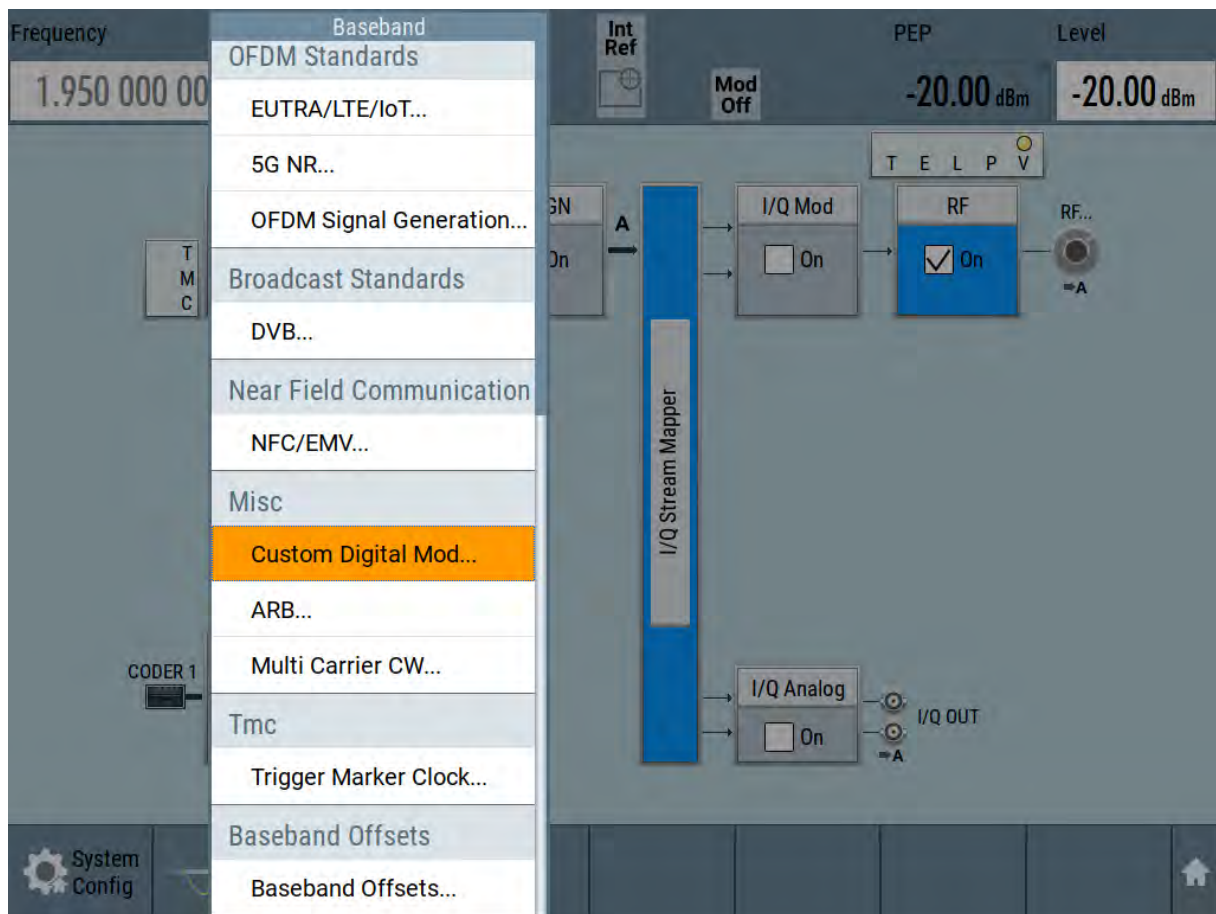 Frequency
1.950 000 00
Baseband
OFDM Standards
EUTRA/LTE/IoT...
5G NR...
OFDM Signal Generation...
Broadcast Standards
DVB...
Near Field Communication
NFC/EMV...
Misc
Custom Digital Mod...
ARB...
Multi Carrier CW...
Tmc
Trigger Marker Clock...
Baseband Offsets
Baseband Offsets...
Int
Ref
Mod
Off
PEP
-20.00 dBm
Level
-20.00 dBm
T E L P V
T
M
C
GN
On
A
I/Q Stream Mapper
I/Q Mod
On
RF
On
RF...
A
CODER 1
I/Q Analog
On
I/Q OUT
A
System
Config